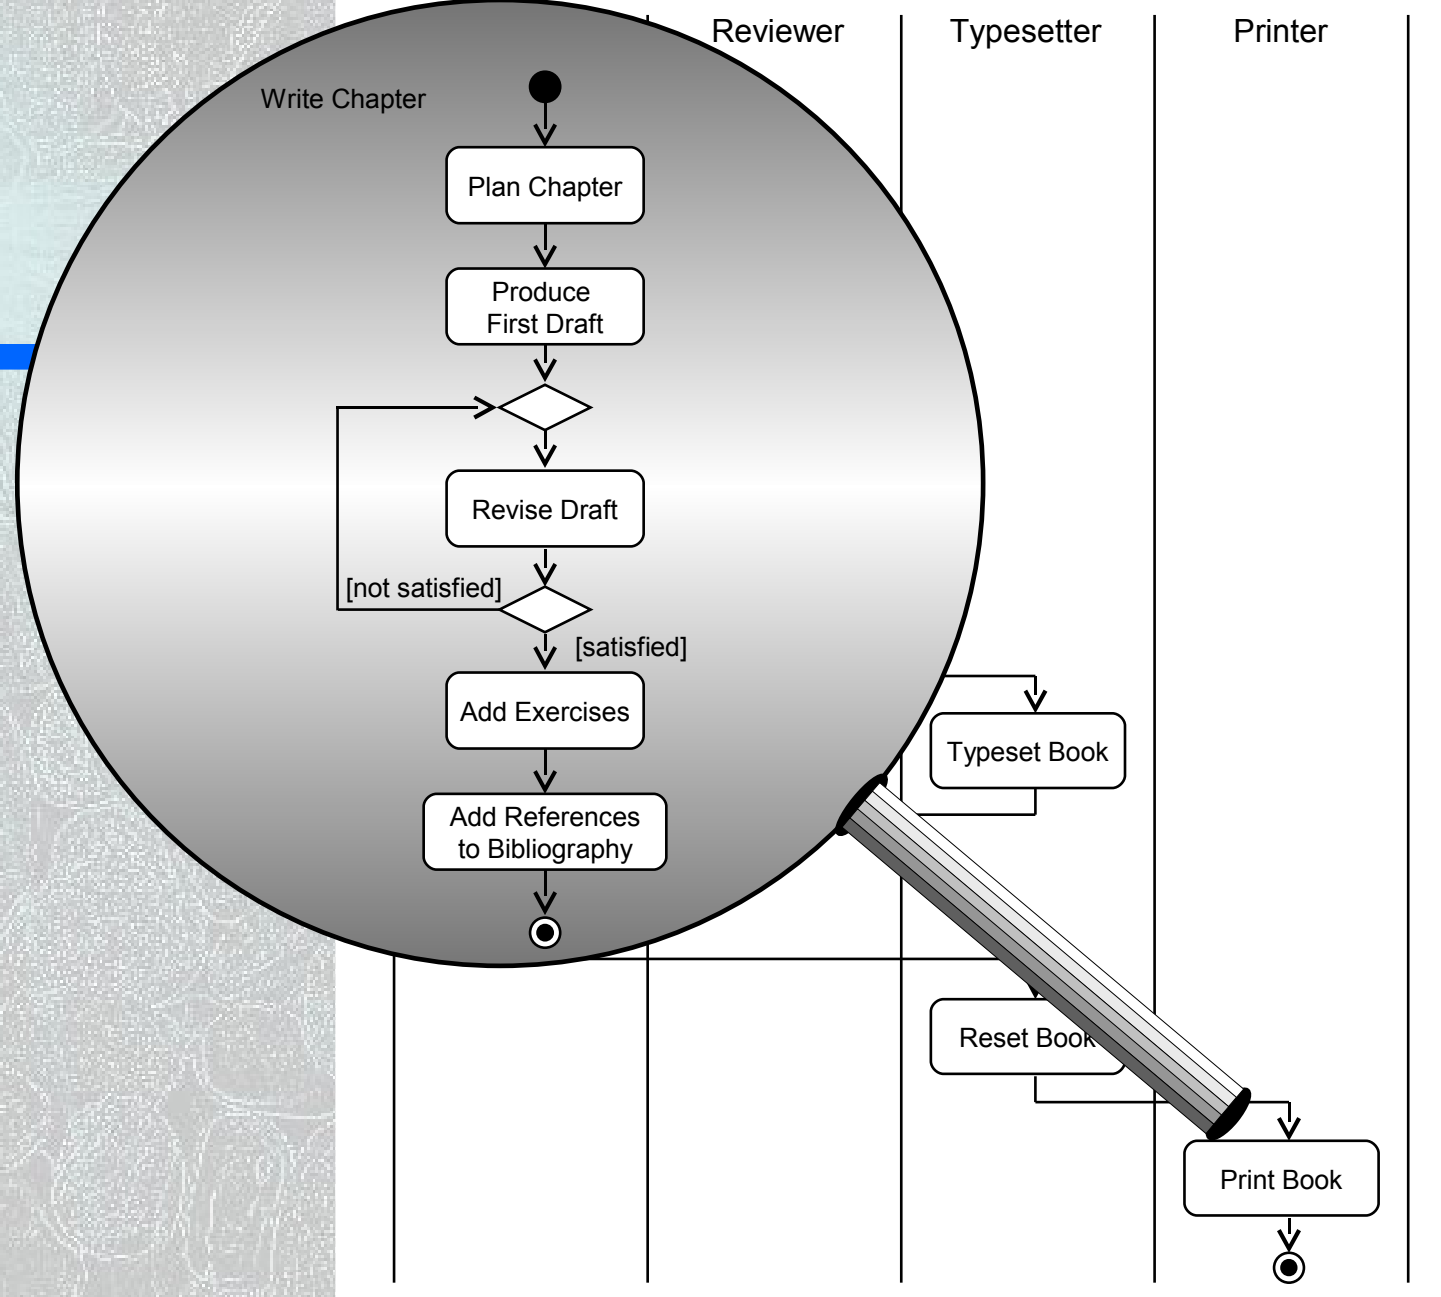 Reviewer
Typesetter
Printer
Write Chapter
Plan Chapter
Produce
First Draft
Revise Draft
[not satisfied]
[satisfied]
Add Exercises
Typeset Book
Add References
to Bibliography
Reset Book
Print Book